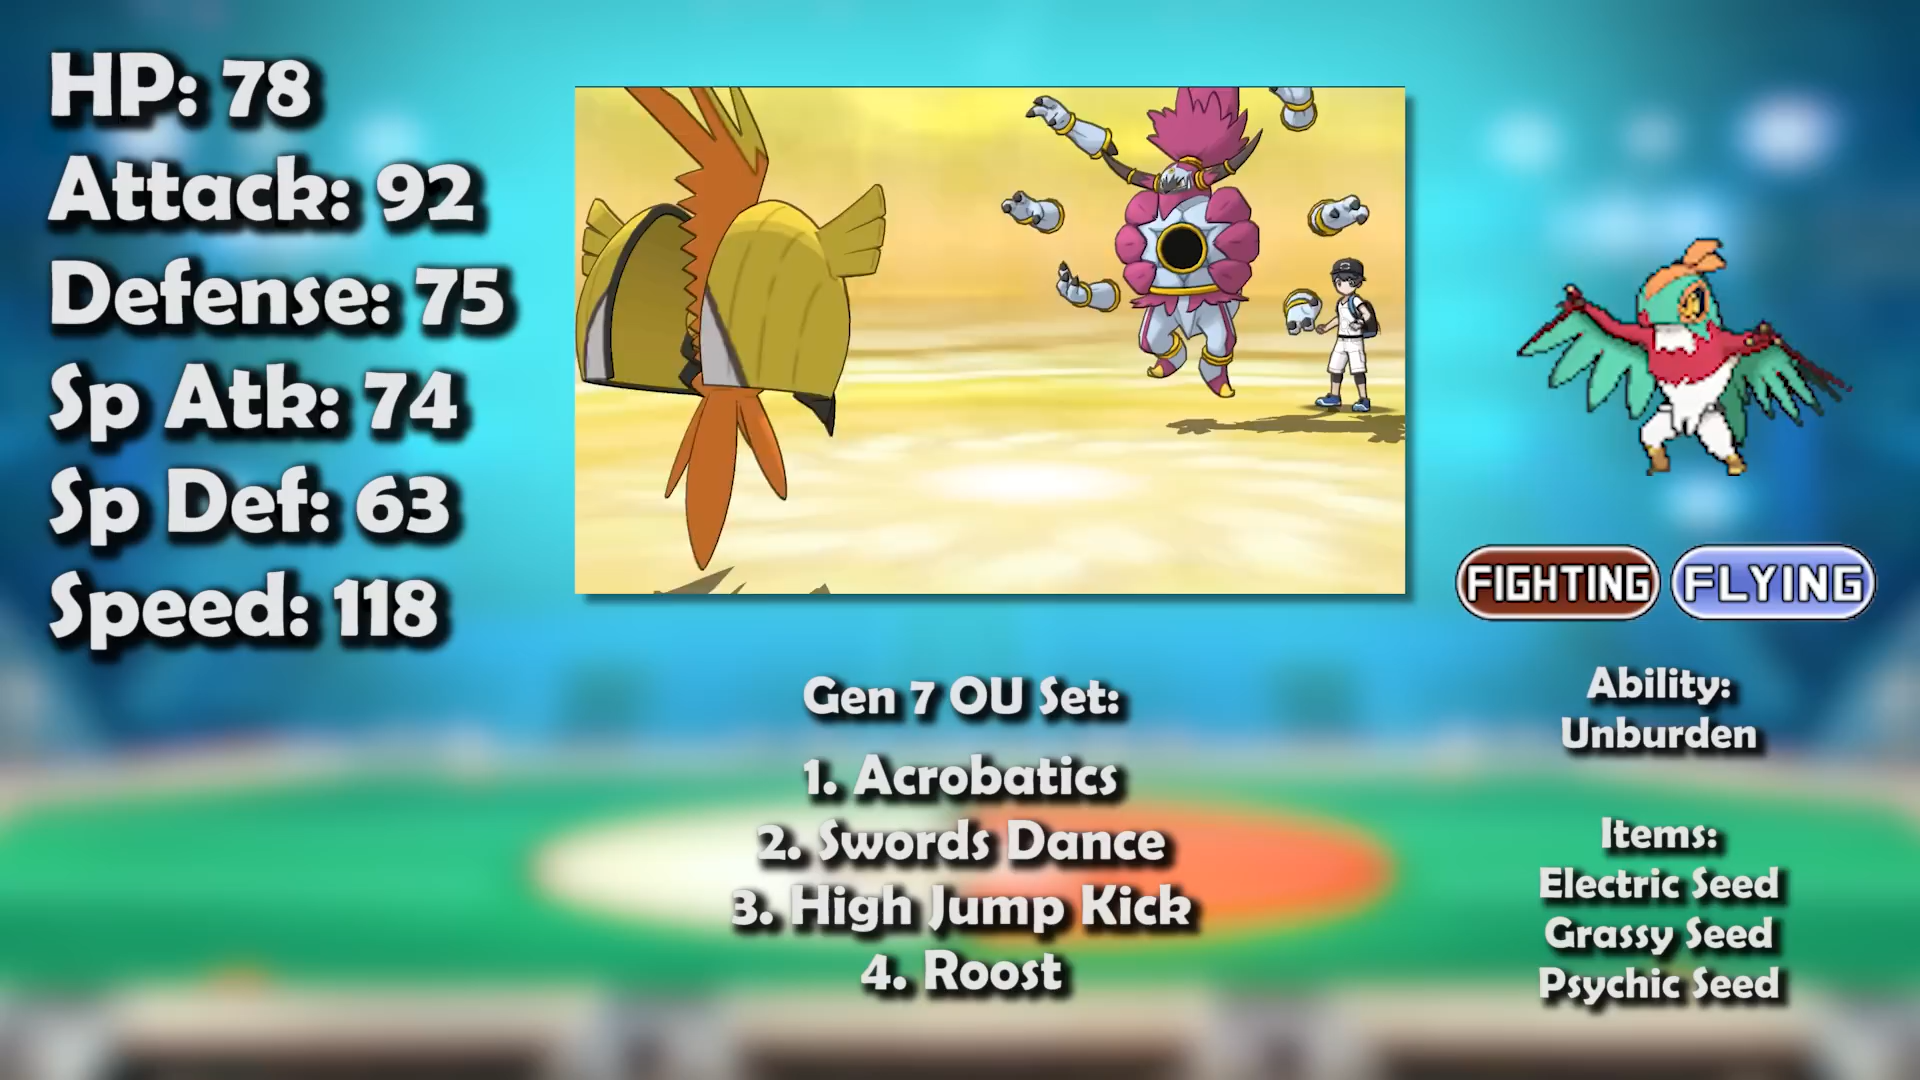 HP: 78
Attack: 92
Defense: 75
Sp Atk: 74
Sp Def: 63
Speed: 118
FIGHTING FLYING
Gen 7 OU Set:
1. Acrobatics
2. Swords Dance
3. High Jump Kick
4. Roost
Ability:
Unburden
Items:
Electric Seed
Grassy Seed
Psychic Seed